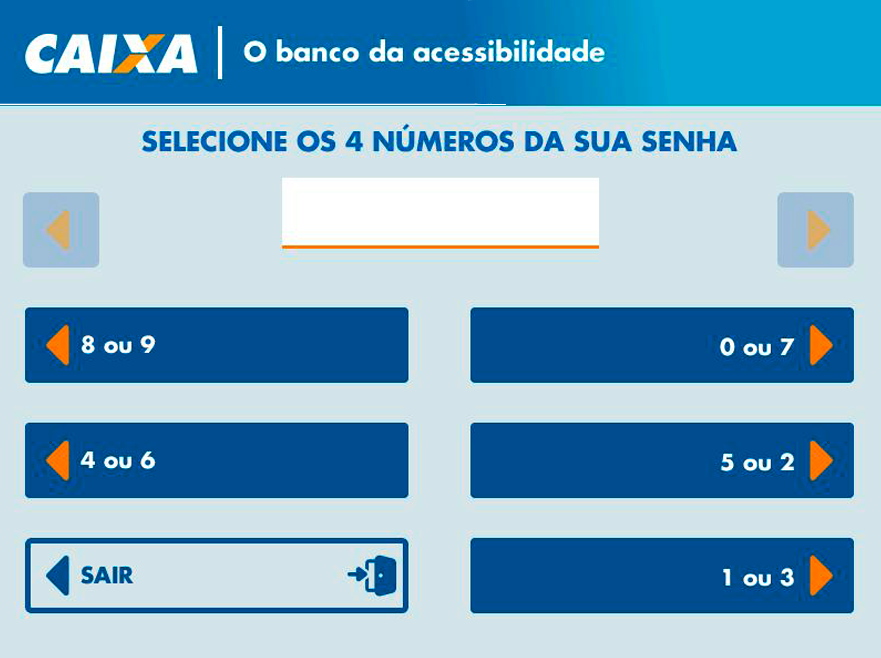 CAIXA
O banco da acessibilidade
SELECIONE OS 4 NÚMEROS DA SUA SENHA
8 ou 9
0 ou 7
4 ou 6
5 ou 2
SAIR
1 ou 3